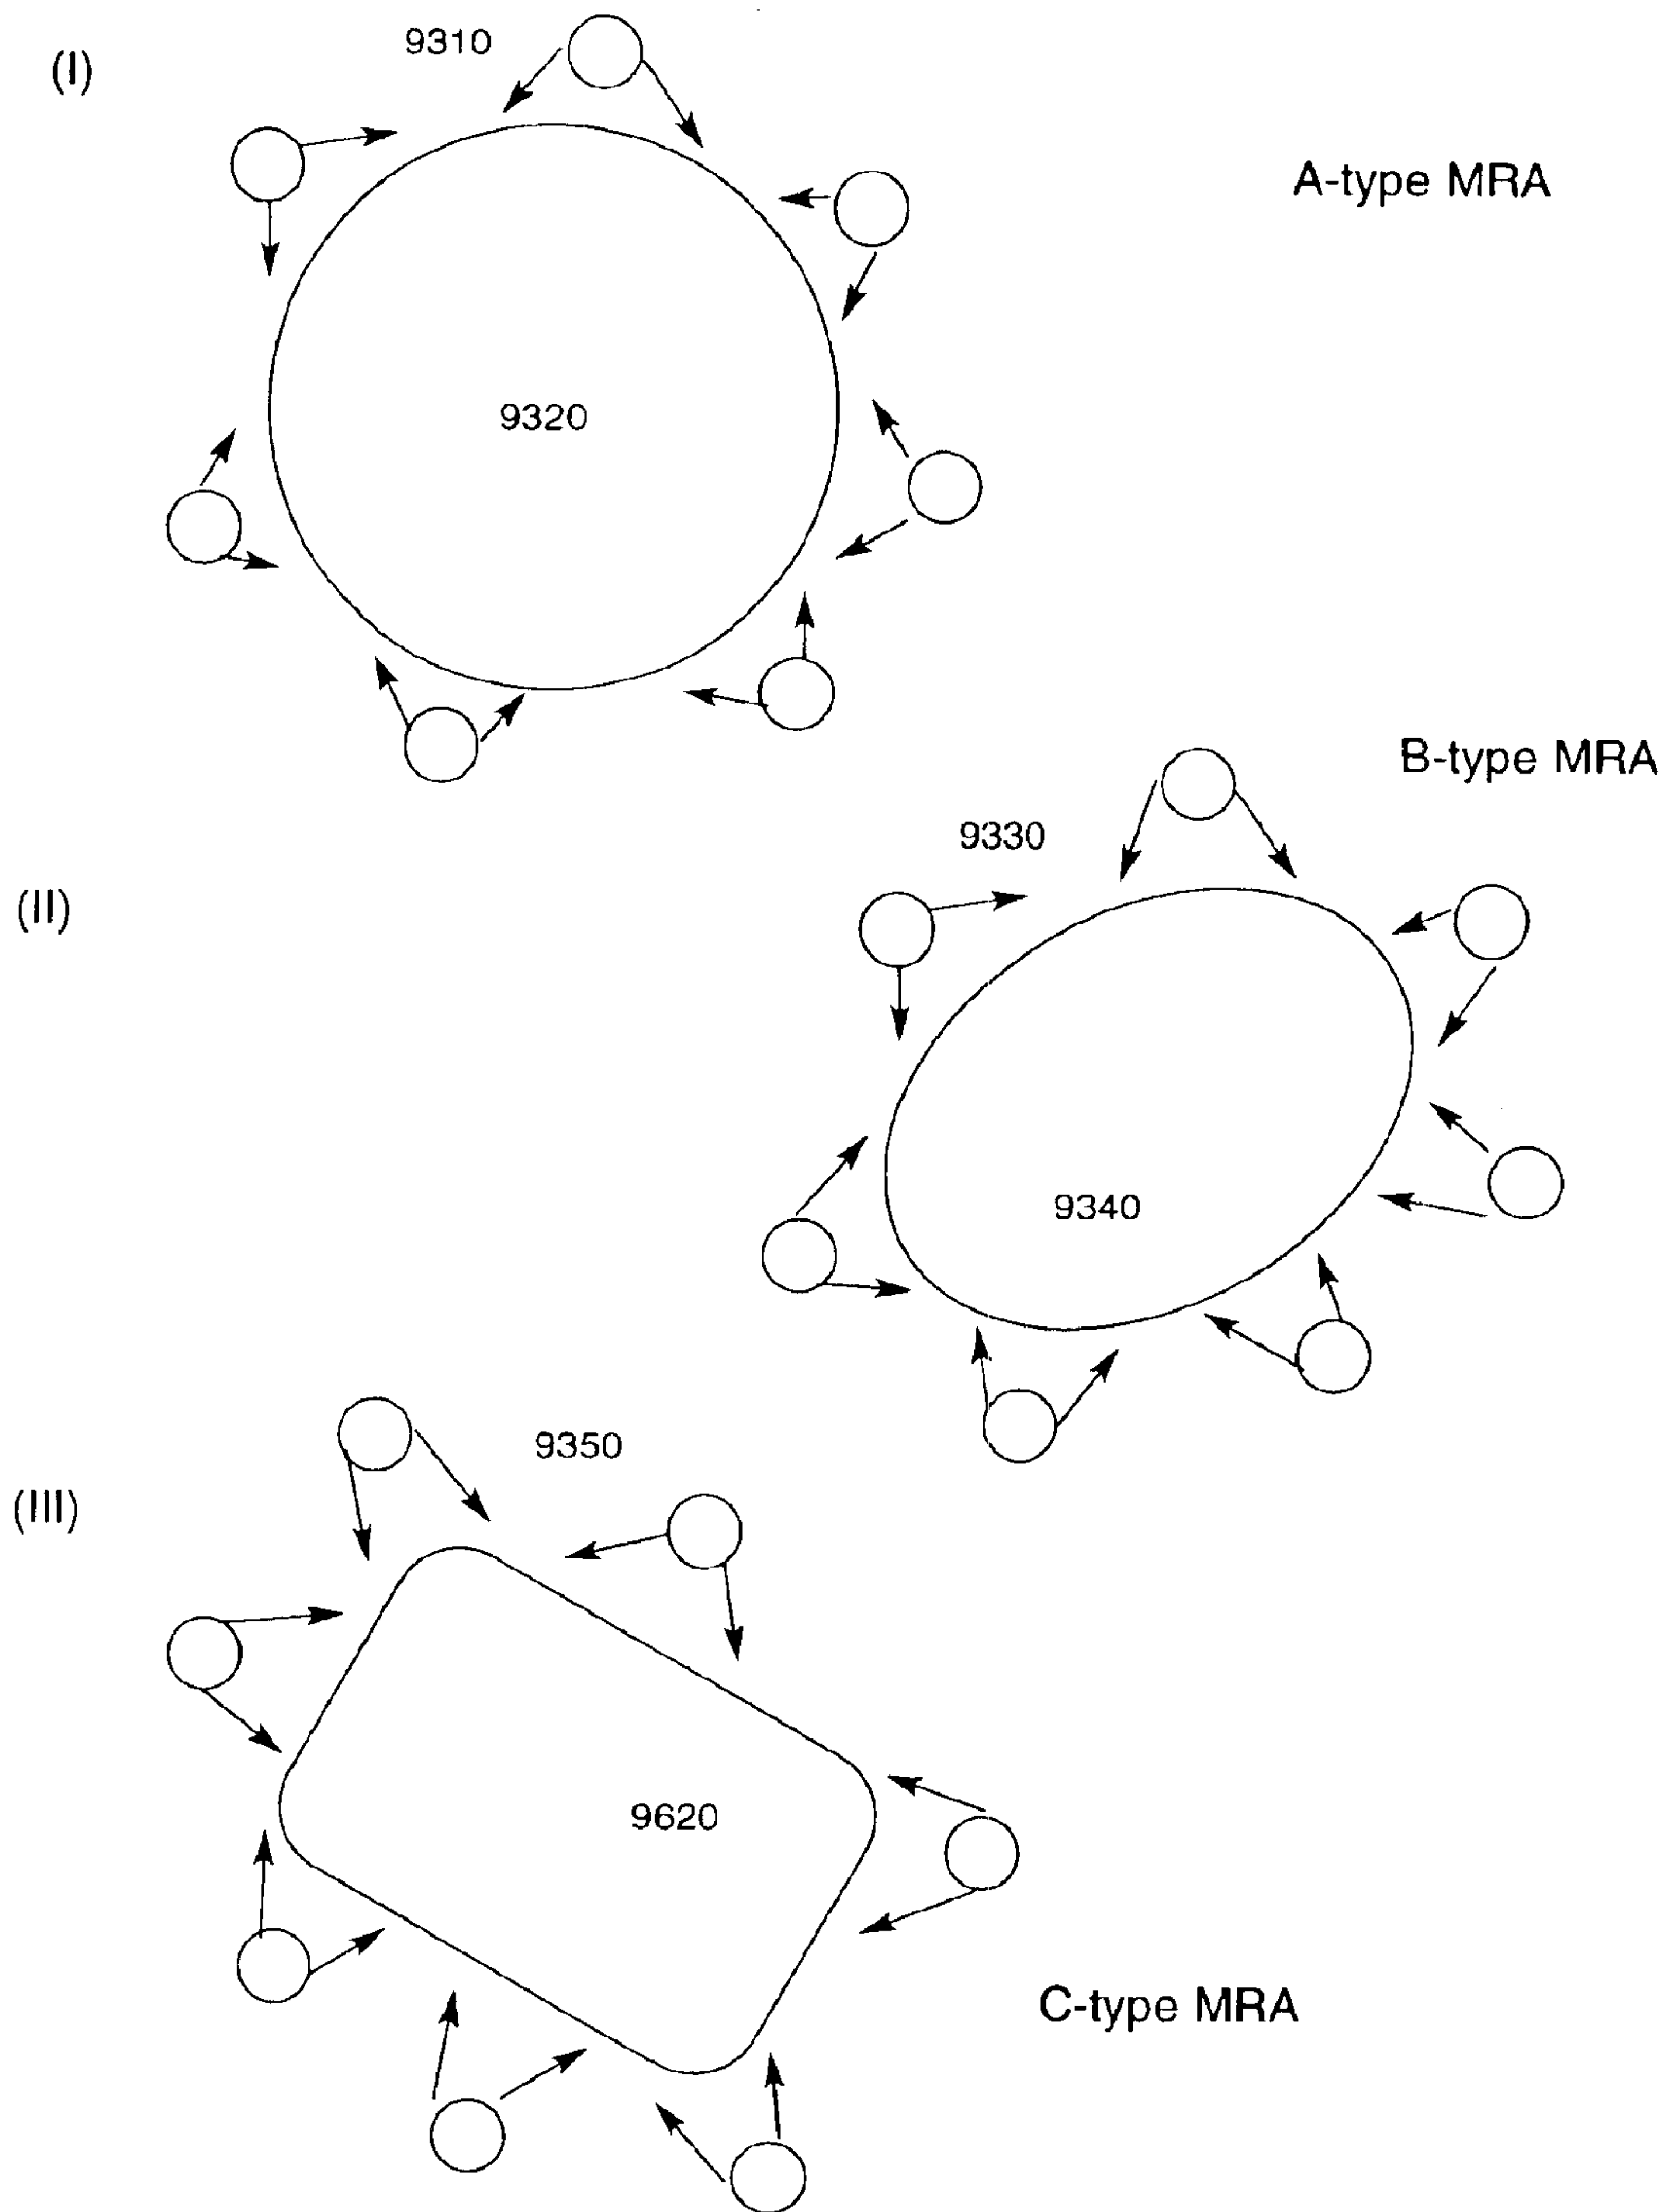 9310
(I)
A-type MRA
9320
B-type MRA
9330
(II)
9340
9350
(III)
9620
C-type MRA